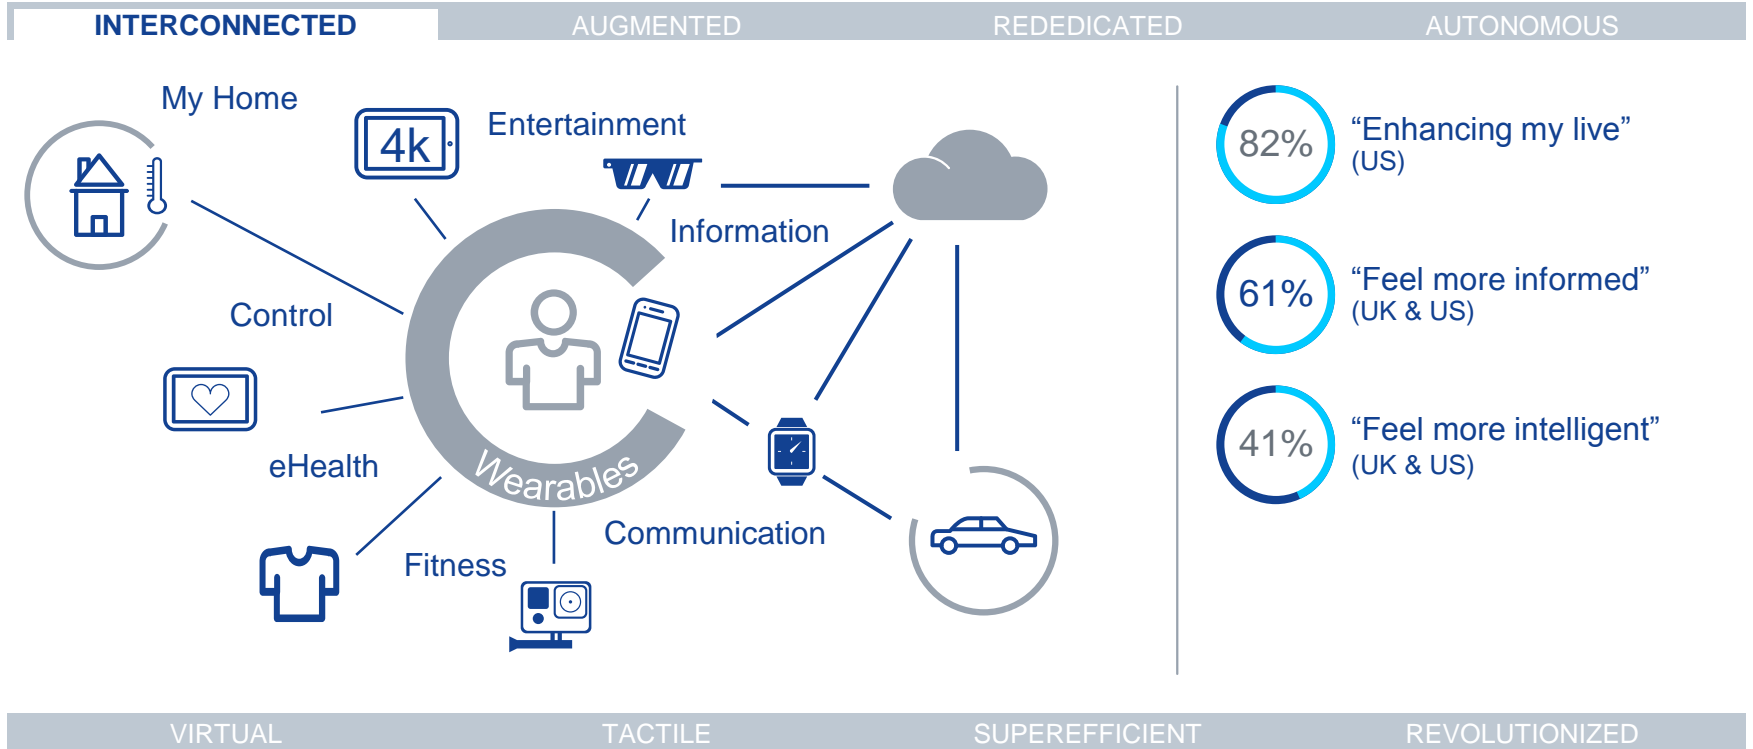 INTERCONNECTED
AUGMENTED
REDEDICATED
AUTONOMOUS
My Home
4k
Entertainment
Information
Control
eHealth
Wearables
Communication
Fitness
82%
“Enhancing my live”
(US)
61%
“Feel more informed”
(UK & US)
41%
“Feel more intelligent”
(UK & US)
VIRTUAL
TACTILE
SUPEREFFICIENT
REVOLUTIONIZED